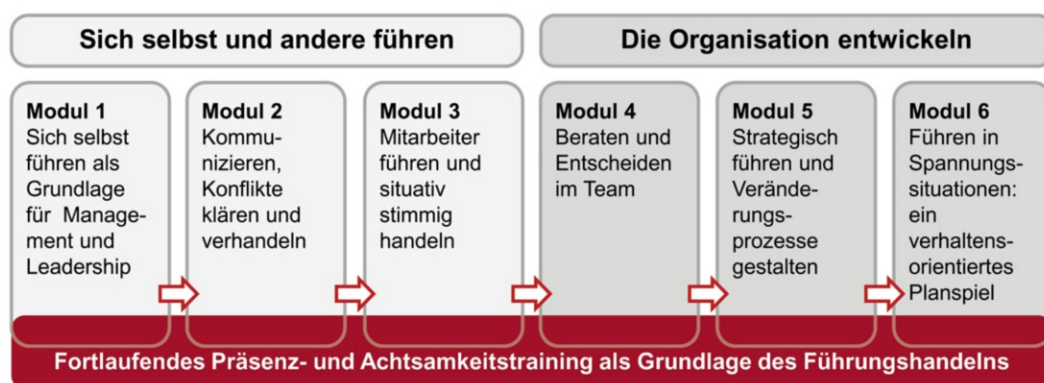 Sich selbst und andere führen
Die Organisation entwickeln
Modul 1
Sich selbst
führen als
Grundlage
für Manage-
ment und
Leadership
Modul 2
Kommu-
nizieren,
Konflikte
klären und
verhandeln
Modul 3
Mitarbeiter
führen und
situativ
stimmig
handeln
Modul 4
Beraten und
Entscheiden
im Team
Modul 5
Strategisch
führen und
Verände-
rungs-
prozesse
gestalten
Modul 6
Führen in
Spannungs-
situationen:
ein
verhaltens-
orientiertes
Planspiel
Fortlaufendes Präsenz- und Achtsamkeitstraining als Grundlage des Führungshandelns